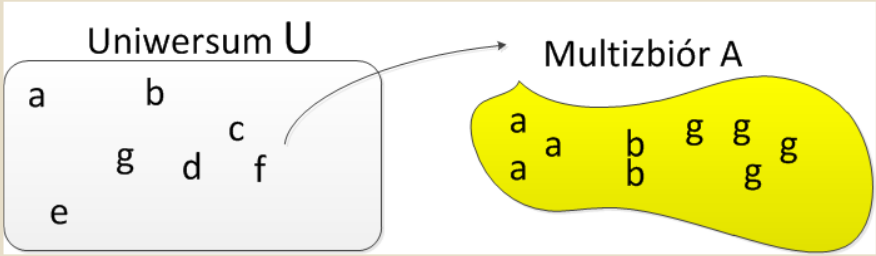 Uniwersum U
a b
c
g d f
e
Multizbiór A
a a a b b g g g g